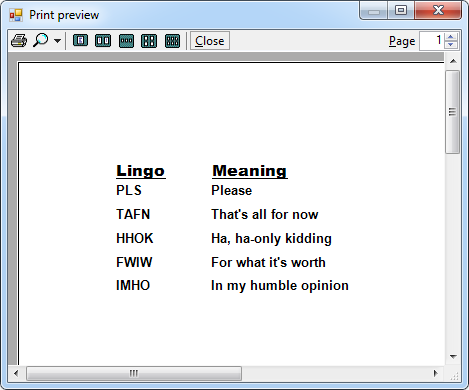 Print preview
Close Page 1
Lingo Meaning
PLS Please
TAFN That's all for now
HHOK Ha, ha-only kidding
FWIW For what it's worth
IMHO In my humble opinion